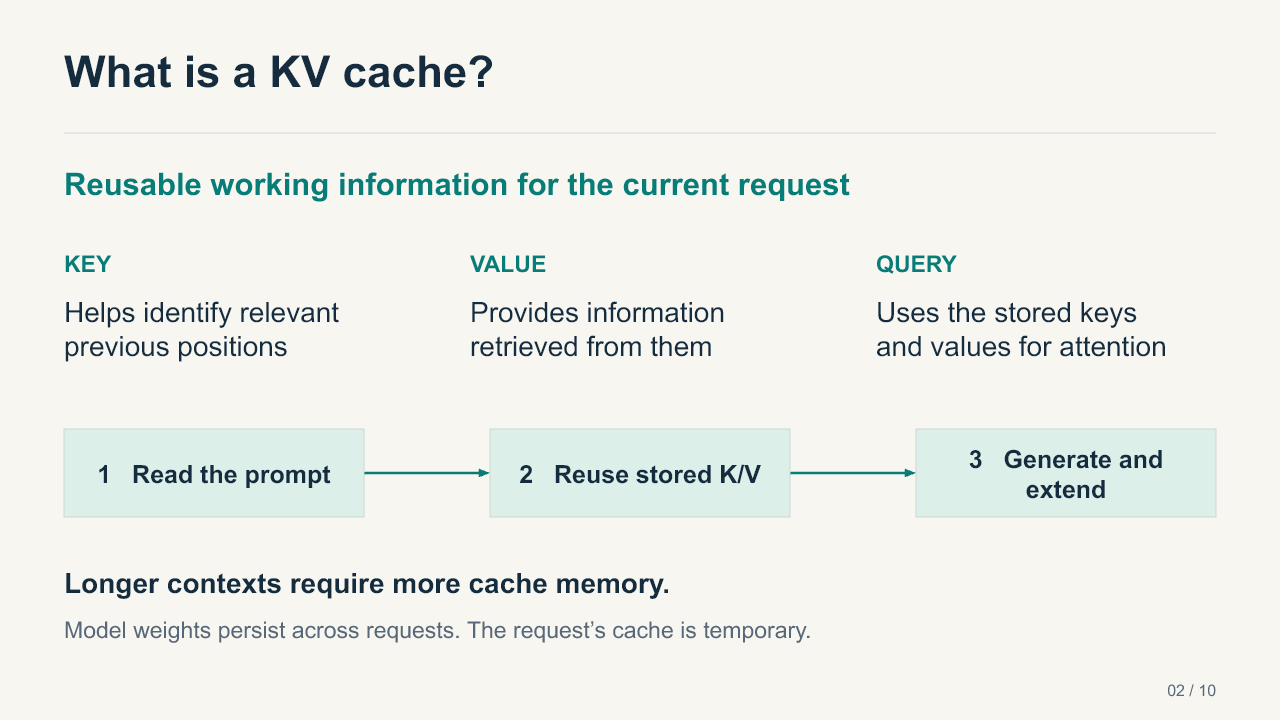 What is a KV cache?
Reusable working information for the current request
KEY
Helps identify relevant
previous positions
VALUE
Provides information
retrieved from them
QUERY
Uses the stored keys
and values for attention
1 Read the prompt
2 Reuse stored K/V
3 Generate and
extend
Longer contexts require more cache memory.
Model weights persist across requests. The request’s cache is temporary.
02 / 10